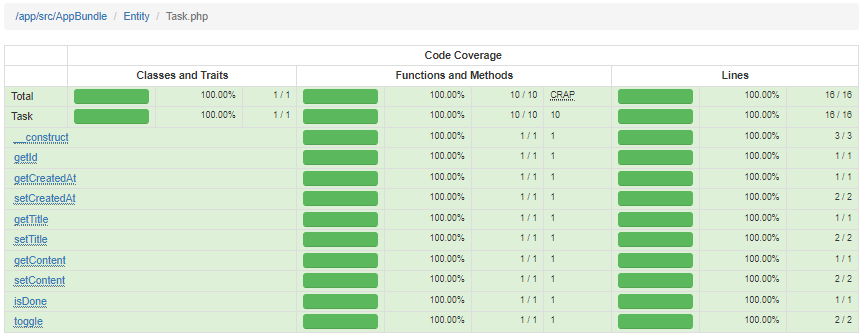 /app/src/AppBundle / Entity / Task.php
Code Coverage
Classes and Traits Functions and Methods Lines
Total 100.00% 1 / 1 100.00% 10 / 10 CRAP 100.00% 16 / 16
Task 100.00% 1 / 1 100.00% 10 / 10 10 100.00% 16 / 16
__construct 100.00% 1 / 1 1 100.00% 3 / 3
getId 100.00% 1 / 1 1 100.00% 1 / 1
getCreatedAt 100.00% 1 / 1 1 100.00% 1 / 1
setCreatedAt 100.00% 1 / 1 1 100.00% 2 / 2
getTitle 100.00% 1 / 1 1 100.00% 1 / 1
setTitle 100.00% 1 / 1 1 100.00% 2 / 2
getContent 100.00% 1 / 1 1 100.00% 1 / 1
setContent 100.00% 1 / 1 1 100.00% 2 / 2
isDone 100.00% 1 / 1 1 100.00% 1 / 1
toggle 100.00% 1 / 1 1 100.00% 2 / 2